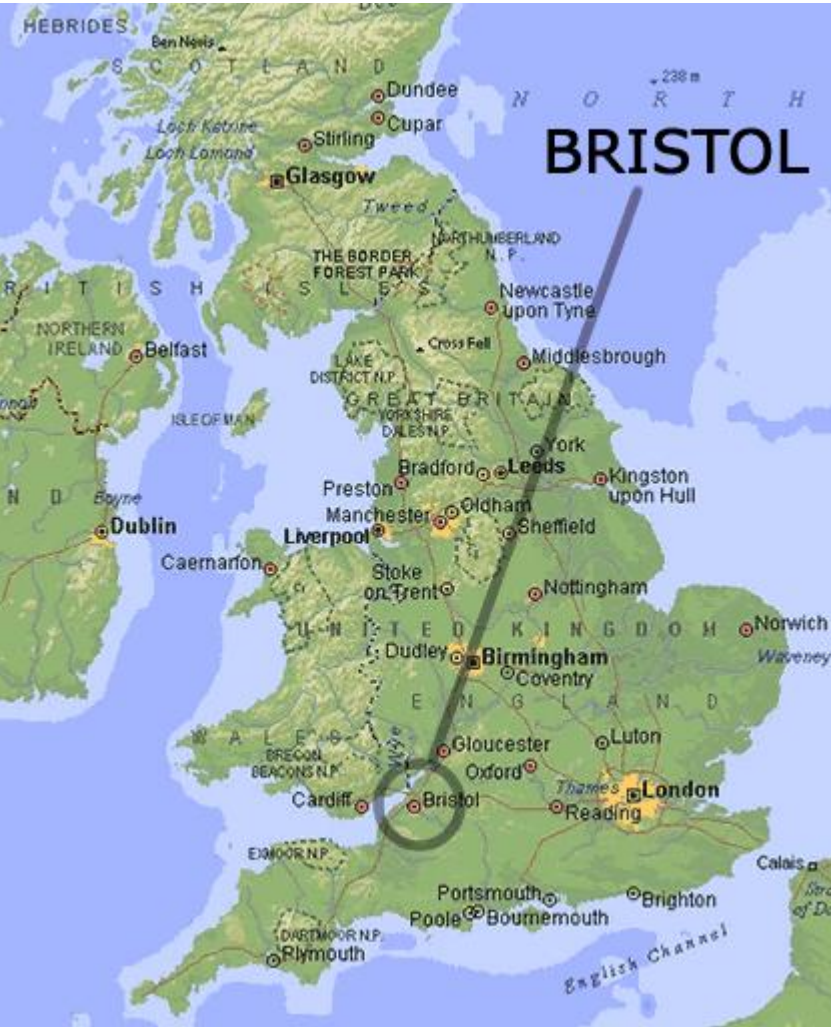 HEBRIDES
Ben Nevis
SCOTLAND
238 m
NORTH
Dundee
Cupar
Loch Katrine
Stirling
Loch Lomond
BRISTOL
Glasgow
Tweed
NORTHUMBERLAND
N.P.
THE BORDER
FOREST PARK
RITISH ISLES
Newcastle
upon Tyne
NORTHERN
IRELAND
Belfast
Cross Fell
Middlesbrough
LAKE
DISTRICT N.P.
GREAT BRITAIN
YORKSHIRE
DALES N.P.
ISLE OF MAN
York
Bradford
Leeds
Preston
Kingston
upon Hull
ND
Boyne
Dublin
Oldham
Manchester
Liverpool
Sheffield
Caernarfon
Stoke
on Trent
Nottingham
UNITED KINGDOM
Norwich
Dudley
Birmingham
Waveney
Coventry
ENGLAND
WALES
Wye
Gloucester
Luton
BRECON
BEACONS N.P.
Oxford
Thames
London
Cardiff
Bristol
Reading
EXMOOR N.P.
Calais
Portsmouth
Brighton
Poole
Bournemouth
DARTMOOR N.P.
Plymouth
English Channel